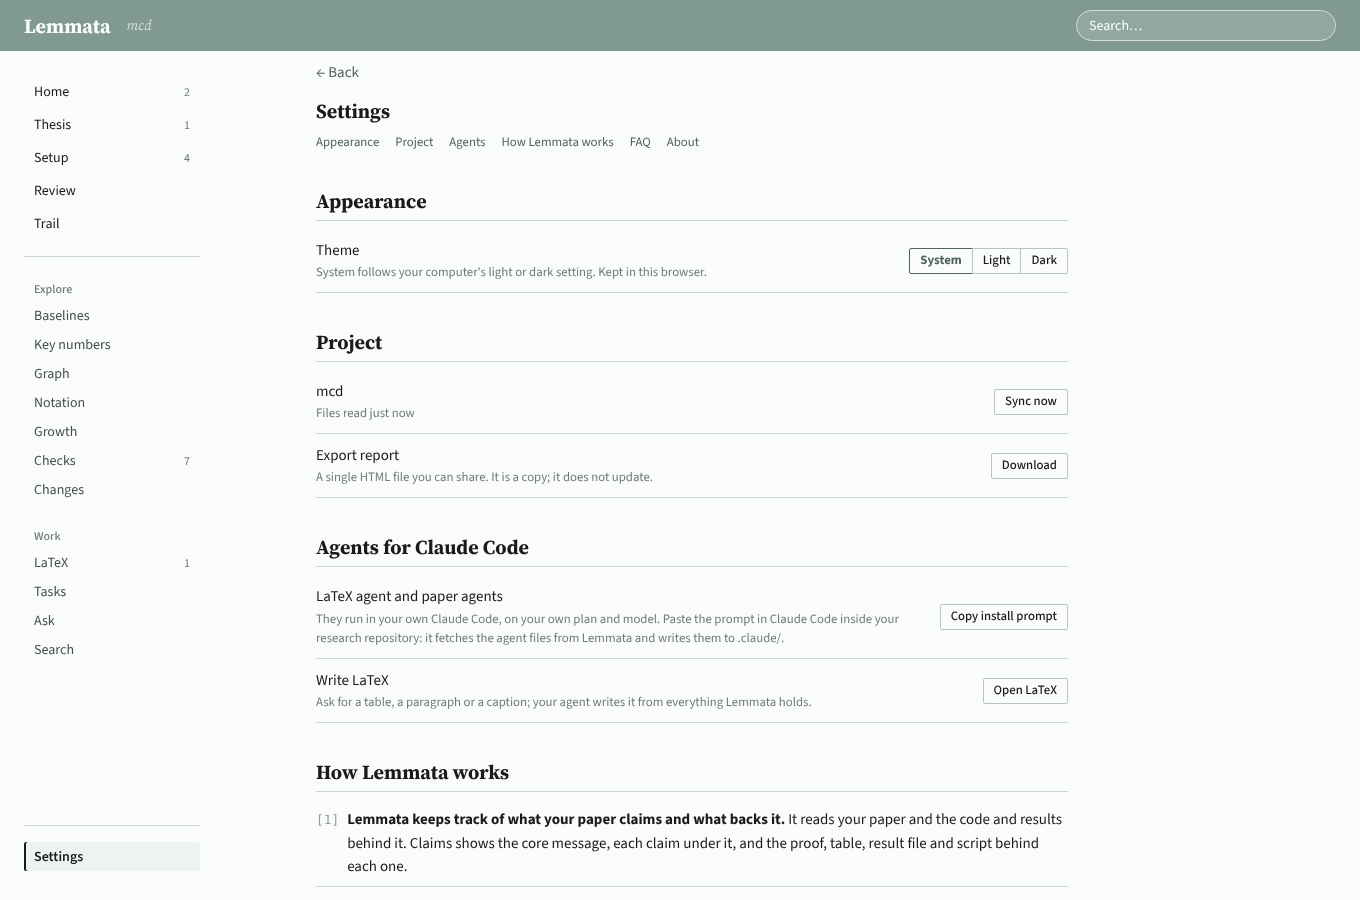 Lemmata mcd
Search...
Home 2
Thesis 1
Setup 4
Review
Trail
Explore
Baselines
Key numbers
Graph
Notation
Growth
Checks 7
Changes
Work
LaTeX 1
Tasks
Ask
Search
Settings
← Back
Settings
Appearance Project Agents How Lemmata works FAQ About
Appearance
Theme
System follows your computer's light or dark setting. Kept in this browser.
System Light Dark
Project
mcd
Files read just now
Sync now
Export report
A single HTML file you can share. It is a copy; it does not update.
Download
Agents for Claude Code
LaTeX agent and paper agents
They run in your own Claude Code, on your own plan and model. Paste the prompt in Claude Code inside your
research repository: it fetches the agent files from Lemmata and writes them to .claude/.
Copy install prompt
Write LaTeX
Ask for a table, a paragraph or a caption; your agent writes it from everything Lemmata holds.
Open LaTeX
How Lemmata works
[1] Lemmata keeps track of what your paper claims and what backs it. It reads your paper and the code and results
behind it. Claims shows the core message, each claim under it, and the proof, table, result file and script behind
each one.